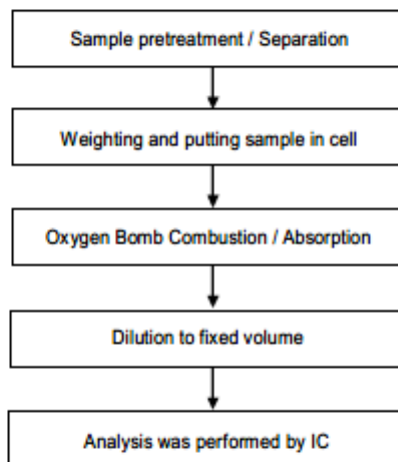 Sample pretreatment / Separation
Weighting and putting sample in cell
Oxygen Bomb Combustion / Absorption
Dilution to fixed volume
Analysis was performed by IC